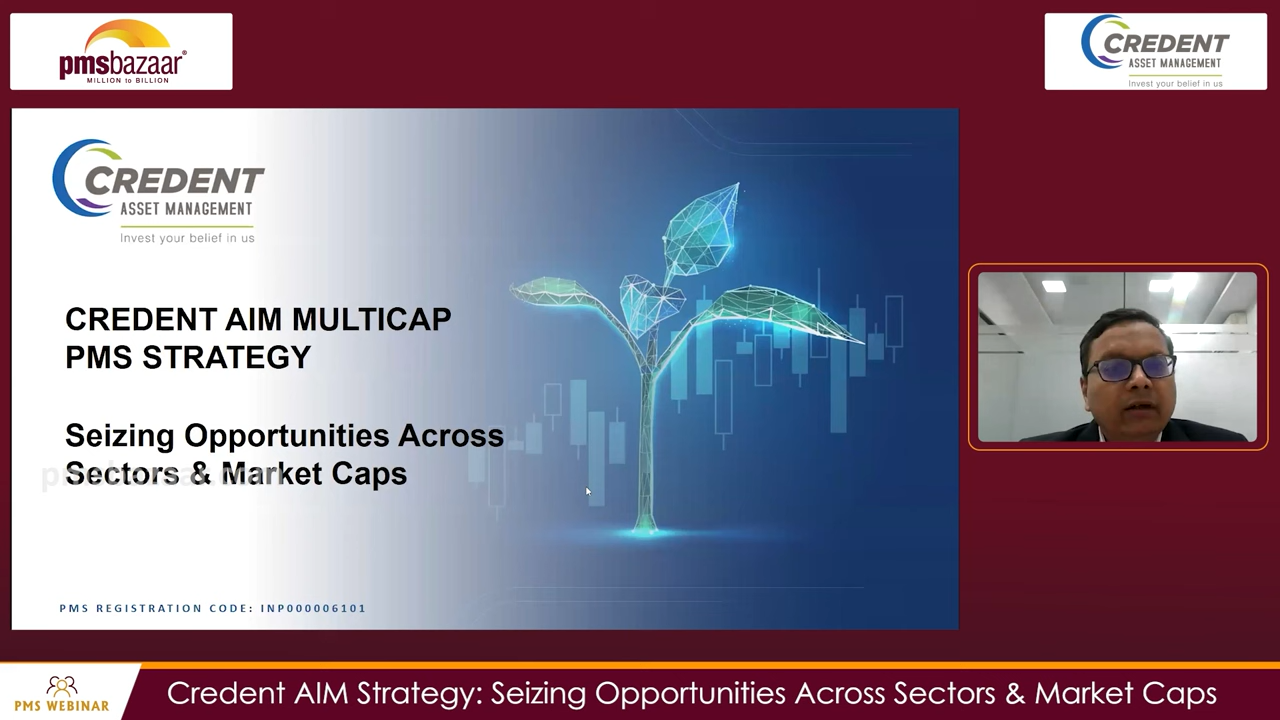 pmsbazaar®
MILLION to BILLION
CREDENT
ASSET MANAGEMENT
Invest your belief in us
CREDENT
ASSET MANAGEMENT
Invest your belief in us
CREDENT AIM MULTICAP
PMS STRATEGY
Seizing Opportunities Across
Sectors & Market Caps
pmsbazaar.com
PMS REGISTRATION CODE: INP000006101
PMS WEBINAR
Credent AIM Strategy: Seizing Opportunities Across Sectors & Market Caps